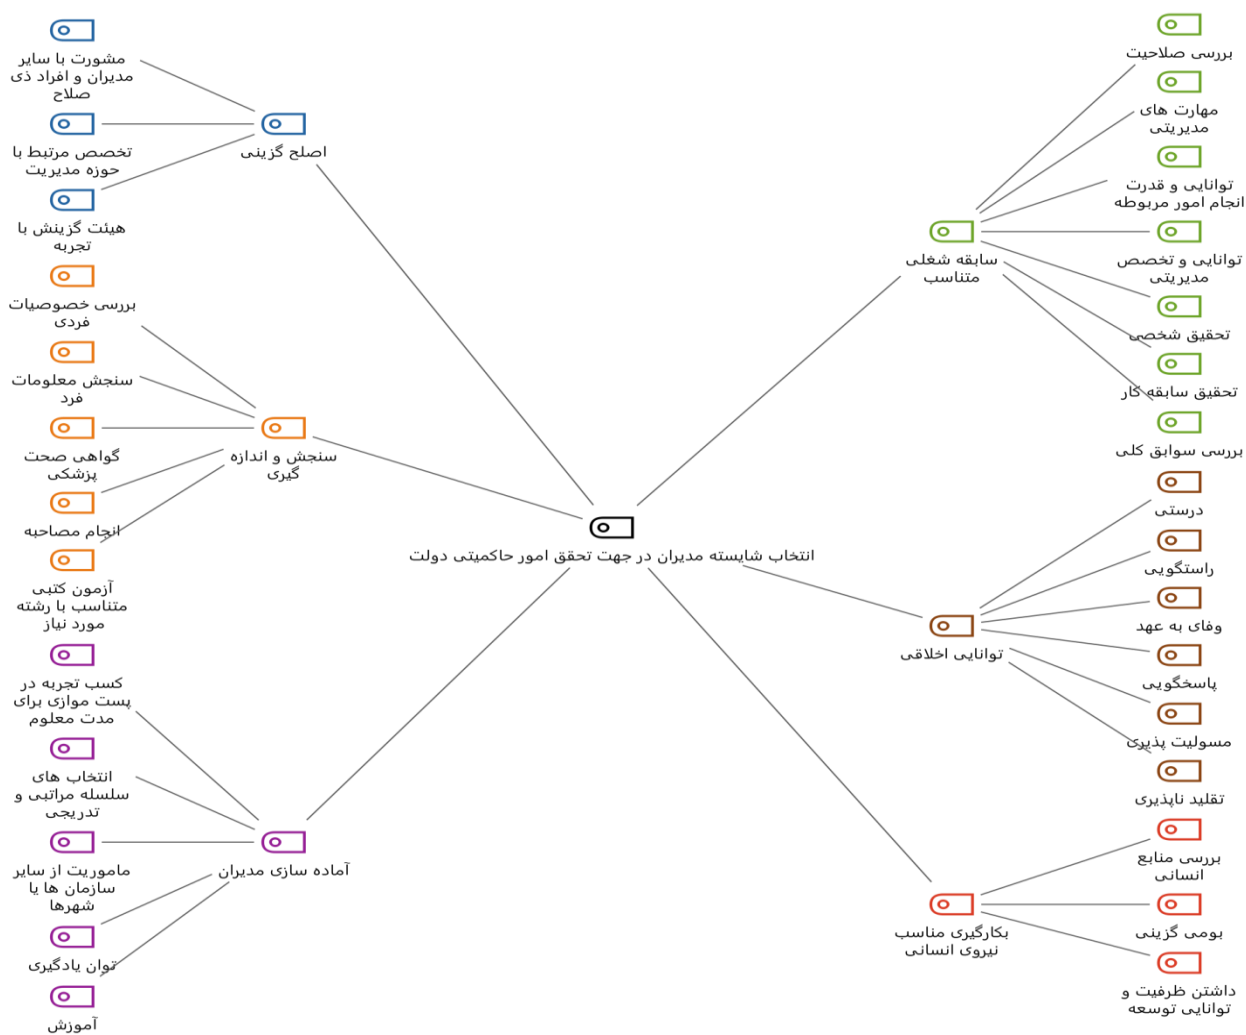 انتخاب شایسته مدیران در جهت تحقق امور حاکمیتی دولت
سابقه شغلی
متناسب
بررسی صلاحیت
مهارت های
مدیریتی
توانایی و قدرت
انجام امور مربوطه
توانایی و تخصص
مدیریتی
تحقیق شخصی
تحقیق سابقه کار
بررسی سوابق کلی
توانایی اخلاقی
درستی
راستگویی
وفای به عهد
پاسخگویی
مسولیت پذیری
تقلید ناپذیری
بکارگیری مناسب
نیروی انسانی
بررسی منابع
انسانی
بومی گزینی
داشتن ظرفیت و
توانایی توسعه
اصلح گزینی
مشورت با سایر
مدیران و افراد ذی
صلاح
تخصص مرتبط با
حوزه مدیریت
هیئت گزینش با
تجربه
سنجش و اندازه
گیری
بررسی خصوصیات
فردی
سنجش معلومات
فرد
گواهی صحت
پزشکی
انجام مصاحبه
آزمون کتبی
متناسب با رشته
مورد نیاز
آماده سازی مدیران
کسب تجربه در
پست موازی برای
مدت معلوم
انتخاب های
سلسله مراتبی و
تدریجی
ماموریت از سایر
سازمان ها یا
شهرها
توان یادگیری
آموزش